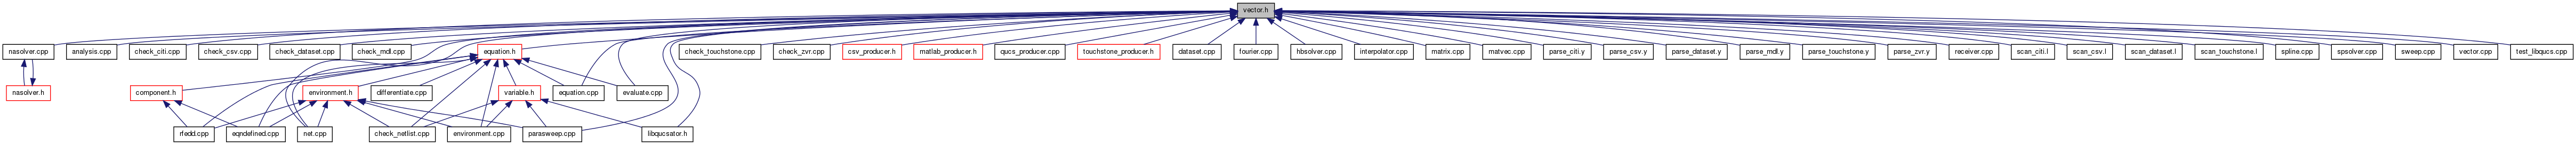 vector.h
nasolver.cpp
analysis.cpp
check_citi.cpp
check_csv.cpp
check_dataset.cpp
check_mdl.cpp
equation.h
check_touchstone.cpp
check_zvr.cpp
csv_producer.h
matlab_producer.h
qucs_producer.cpp
touchstone_producer.h
dataset.cpp
fourier.cpp
hbsolver.cpp
interpolator.cpp
matrix.cpp
matvec.cpp
parse_citi.y
parse_csv.y
parse_dataset.y
parse_mdl.y
parse_touchstone.y
parse_zvr.y
receiver.cpp
scan_citi.l
scan_csv.l
scan_dataset.l
scan_touchstone.l
spline.cpp
spsolver.cpp
sweep.cpp
vector.cpp
test_libqucs.cpp
nasolver.h
component.h
environment.h
differentiate.cpp
variable.h
equation.cpp
evaluate.cpp
rfedd.cpp
eqndefined.cpp
net.cpp
check_netlist.cpp
environment.cpp
parasweep.cpp
libqucsator.h